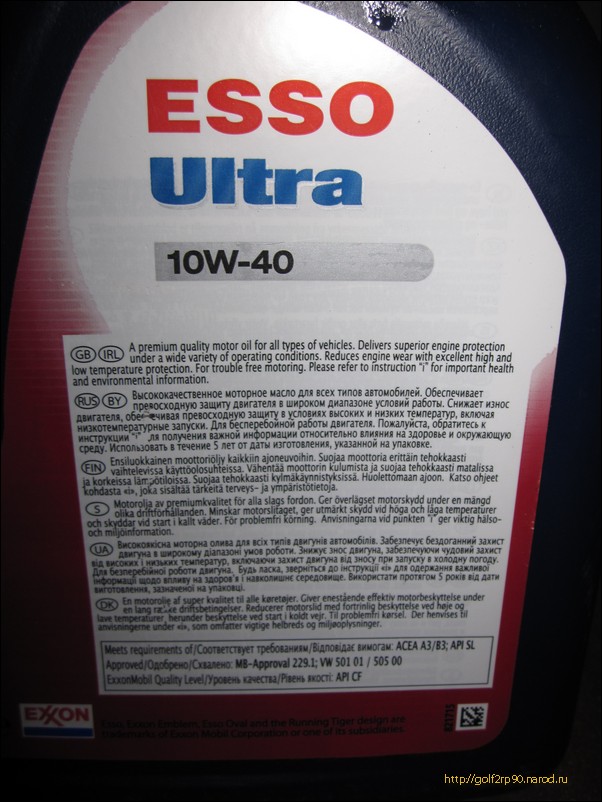 ESSO
Ultra
10W-40
GB IRL A premium quality motor oil for all types of vehicles. Delivers superior engine protection
under a wide variety of operating conditions. Reduces engine wear with excellent high and
low temperature protection. For trouble free motoring. Please refer to instruction "i" for important health
and environmental information.
RUS BY Высококачественное моторное масло для всех типов автомобилей. Обеспечивает
превосходную защиту двигателя в широком диапазоне условий работы. Снижает износ
двигателя, обеспечивая превосходную защиту в условиях высоких и низких температур, включая
низкотемпературные запуски. Для бесперебойной работы двигателя. Пожалуйста, обратитесь к
инструкции "i" для получения важной информации относительно влияния на здоровье и окружающую
среду. Использовать в течение 5 лет от даты изготовления, указанной на упаковке.
FIN Ensiluokkainen moottoriöljy kaikkiin ajoneuvoihin. Suojaa moottoria erittäin tehokkaasti
vaihtelevissa käyttöolosuhteissa. Vähentää moottorin kulumista ja suojaa tehokkaasti matalissa
ja korkeissa lämpötiloissa. Suojaa tehokkaasti kylmäkäynnistyksissä. Huolettomaan ajoon. Katso ohjeet
kohdasta «i», joka sisältää tärkeitä terveys- ja ympäristötietoja.
S Motorolja av premiumkvalitet för alla slags fordon. Ger överlägset motorskydd under en mängd
olika driftförhållanden. Minskar motorslitaget, ger utmärkt skydd vid höga och låga temperaturer
och skyddar vid start i kallt väder. För problemfri körning. Anvisningarna vid punkten "i" ger viktig hälso-
och miljöinformation.
UA Високоякісна моторна олива для всіх типів двигунів автомобілів. Забезпечує бездоганний захист
двигуна в широкому діапазоні умов роботи. Знижує знос двигуна, забезпечуючи чудовий захист
від високих і низьких температур, включаючи захист двигуна від зносу при запуску в холодну погоду.
Для безперебійної роботи двигуна. Будь ласка, зверніться до інструкції «i» для одержання важливої
інформації щодо впливу на здоров'я і навколишнє середовище. Використати протягом 5 років від дати
виготовлення, зазначеної на упаковці.
DK En motorolie af super kvalitet til alle køretøjer. Giver enestående effektiv motorbeskyttelse under
en lang række driftsbetingelser. Reducerer motorslid med fortrinlig beskyttelse ved høje og
lave temperaturer, herunder beskyttelse ved start i koldt vejr. Til problemfri kørsel. Der henvises til
anvisningerne under «i», som omfatter vigtige helbreds og miljøoplysninger.
Meets requirements of/Соответствует требованиям/Відповідає вимогам: ACEA A3/B3; API SL
Approved/Одобрено/Схвалено: MB-Approval 229.1; VW 501 01 / 505 00
ExxonMobil Quality Level/Уровень качества/Рівень якості: API CF
EXXON
Esso, Exxon Emblem, Esso Oval and the Running Tiger design are
trademarks of Exxon Mobil Corporation or one of its subsidiaries.
http://golf2rp90.narod.ru